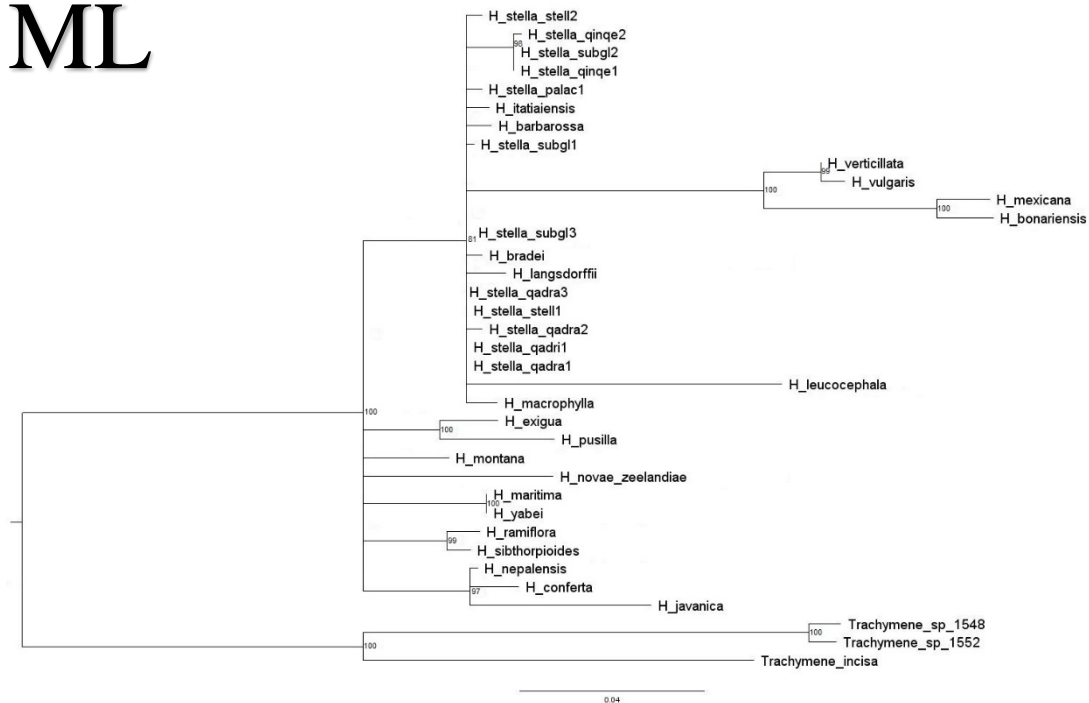 ML
H_stella_stell2
H_stella_qinqe2
98
H_stella_subgl2
H_stella_qinqe1
H_stella_palac1
H_itatiaiensis
H_barbarossa
H_stella_subgl1
H_verticillata
99
H_vulgaris
100
H_mexicana
100
H_bonariensis
H_stella_subgl3
81
H_bradei
H_langsdorffii
H_stella_qadra3
H_stella_stell1
H_stella_qadra2
H_stella_qadri1
H_stella_qadra1
H_leucocephala
H_macrophylla
100
H_exigua
100
H_pusilla
H_montana
H_novae_zeelandiae
H_maritima
100
H_yabei
H_ramiflora
99
H_sibthorpioides
H_nepalensis
H_conferta
97
H_javanica
Trachymene_sp_1548
100
Trachymene_sp_1552
100
Trachymene_incisa
0.04